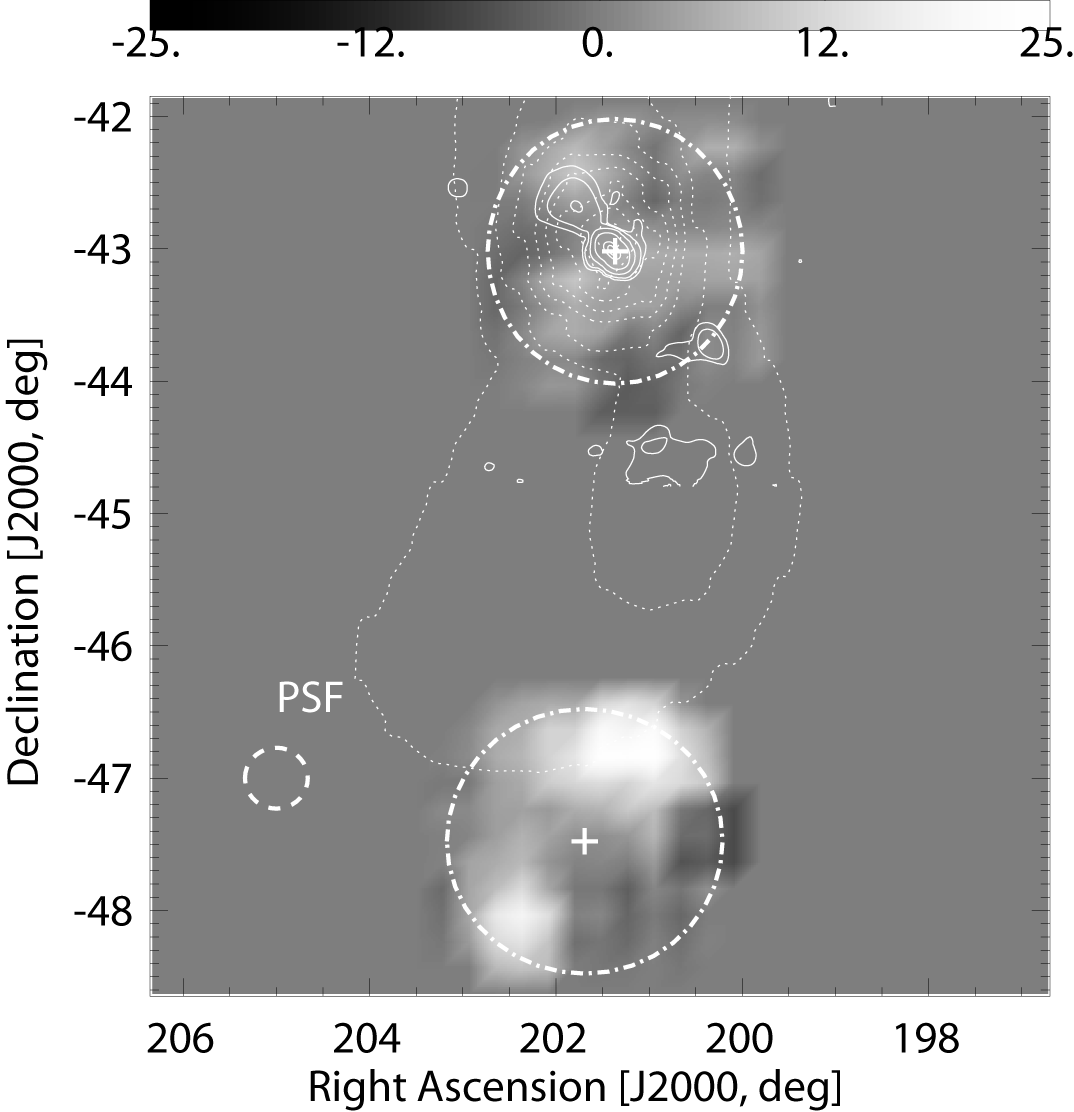 -25. -12. 0. 12. 25.
-42
-43
-44
-45
-46
PSF
-47
-48
Declination [J2000, deg]
206 204 202 200 198
Right Ascension [J2000, deg]